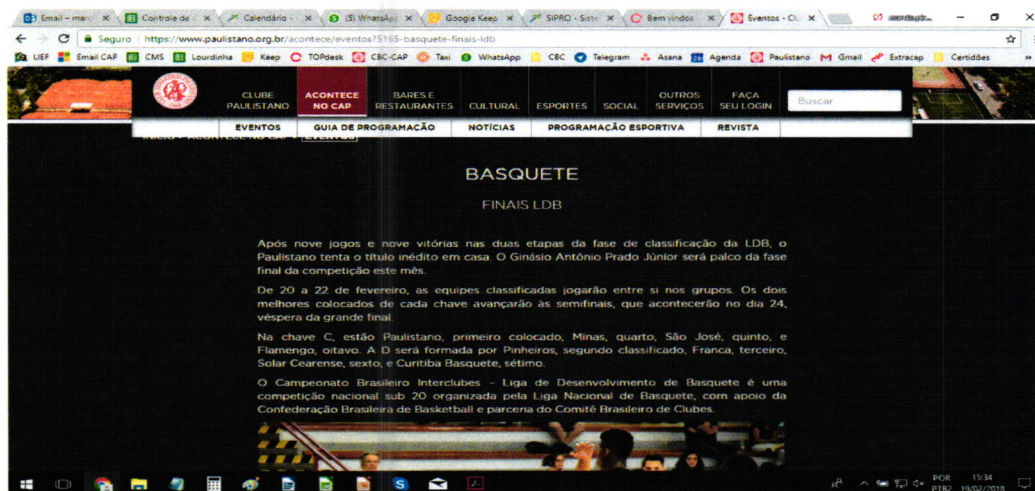 Email – marc
Controle de c
Calendário -
(5) WhatsApp
Google Keep
SIPRO - Siste
Bem vindos
Eventos - Cl
Seguro | https://www.paulistano.org.br/acontece/eventos?5165-basquete-finais-ldb
LIEF Email CAP CMS Lourdinha Keep TOPdesk CBC-CAP Taxi WhatsApp CBC Telegram Asana Agenda Paulistano Gmail Extracap Certidões »
CLUBE PAULISTANO
ACONTECE NO CAP
BARES E RESTAURANTES
CULTURAL
ESPORTES
SOCIAL
OUTROS SERVIÇOS
FAÇA SEU LOGIN
Buscar
EVENTOS GUIA DE PROGRAMAÇÃO NOTÍCIAS PROGRAMAÇÃO ESPORTIVA REVISTA
INÍCIO > ACONTECE NO CAP > EVENTOS
BASQUETE
FINAIS LDB
Após nove jogos e nove vitórias nas duas etapas da fase de classificação da LDB, o
Paulistano tenta o título inédito em casa. O Ginásio Antônio Prado Júnior será palco da fase
final da competição este mês.
De 20 a 22 de fevereiro, as equipes classificadas jogarão entre si nos grupos. Os dois
melhores colocados de cada chave avançarão às semifinais, que acontecerão no dia 24,
véspera da grande final.
Na chave C, estão Paulistano, primeiro colocado, Minas, quarto, São José, quinto, e
Flamengo, oitavo. A D será formada por Pinheiros, segundo classificado, Franca, terceiro,
Solar Cearense, sexto, e Curitiba Basquete, sétimo.
O Campeonato Brasileiro Interclubes – Liga de Desenvolvimento de Basquete é uma
competição nacional sub 20 organizada pela Liga Nacional de Basquete, com apoio da
Confederação Brasileira de Basketball e parceria do Comitê Brasileiro de Clubes.
POR 15:34
PTB2 19/02/2018